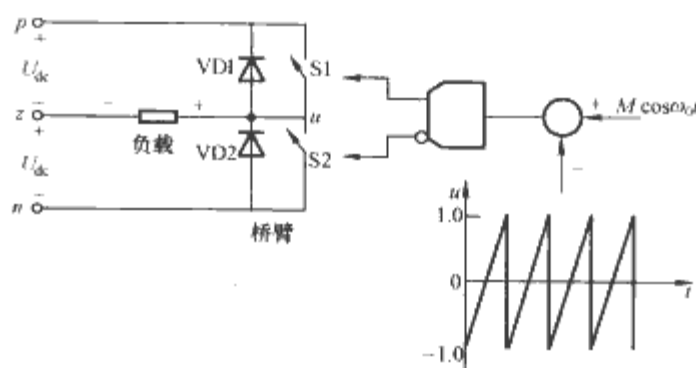 p
+
U_dc
VD1
S1
−
z
−
+
u
+
负载
VD2
S2
U_dc
−
n
桥臂
+
M cosω₀t
−
u
1.0
0
t
−1.0